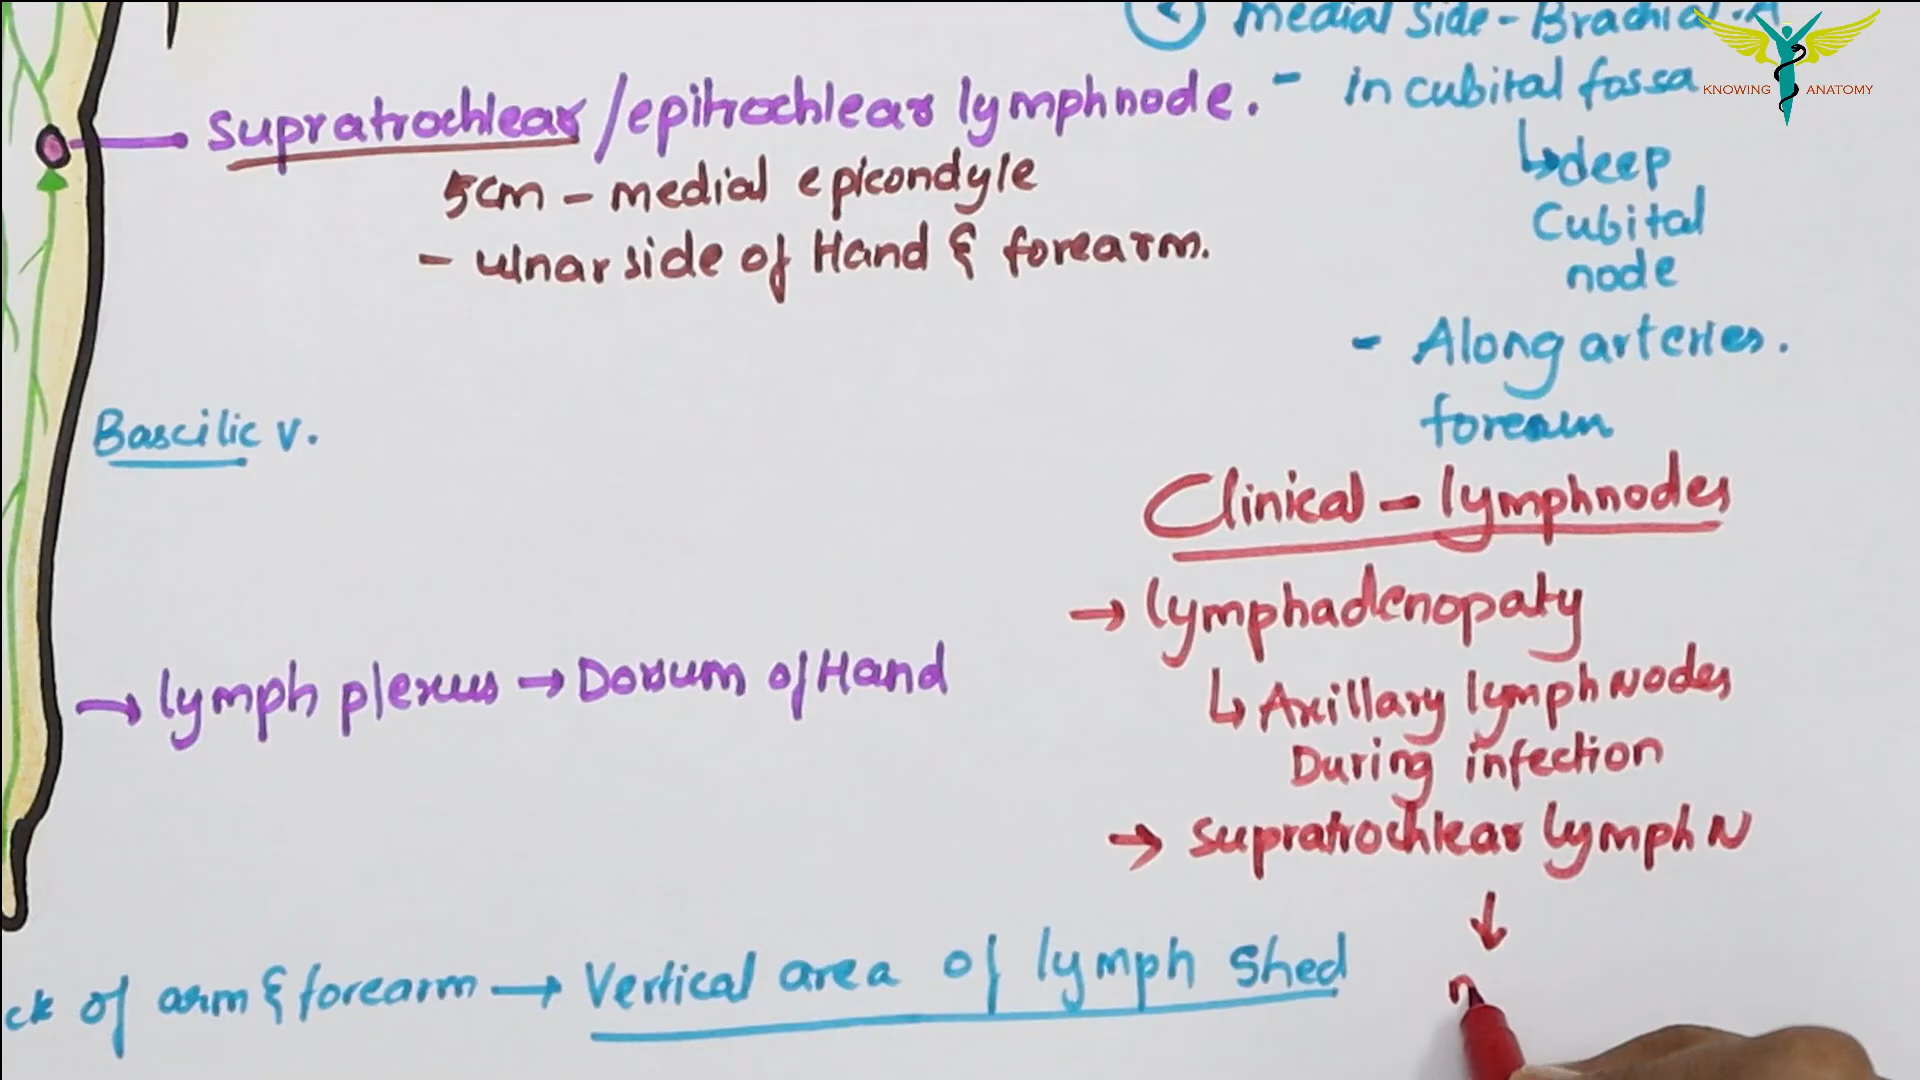 ② Medial Side - Brachial.A
- in cubital fossa
↳deep
Cubital
node
- Along arteries.
forearm
KNOWING ANATOMY
supratrochlear/epitrochlear lymphnode.
5cm - medial epicondyle
- ulnar side of Hand & forearm.
Bascilic v.
→ lymph plexus → Dorsum of Hand
Clinical - lymphnodes
→ lymphadenopaty
↳ Axillary lymph Nodes
During infection
→ supratrochlear lymph N
↓
ck of arm & forearm → Vertical area of lymph shed